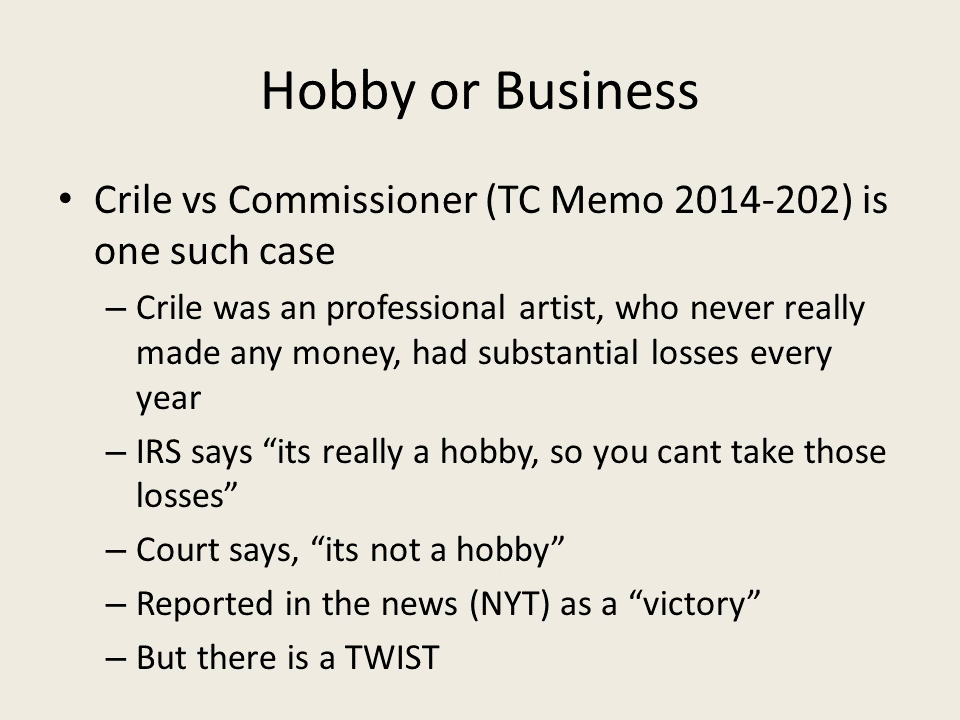 Hobby or Business
• Crile vs Commissioner (TC Memo 2014-202) is
one such case
– Crile was an professional artist, who never really
made any money, had substantial losses every
year
– IRS says “its really a hobby, so you cant take those
losses”
– Court says, “its not a hobby”
– Reported in the news (NYT) as a “victory”
– But there is a TWIST